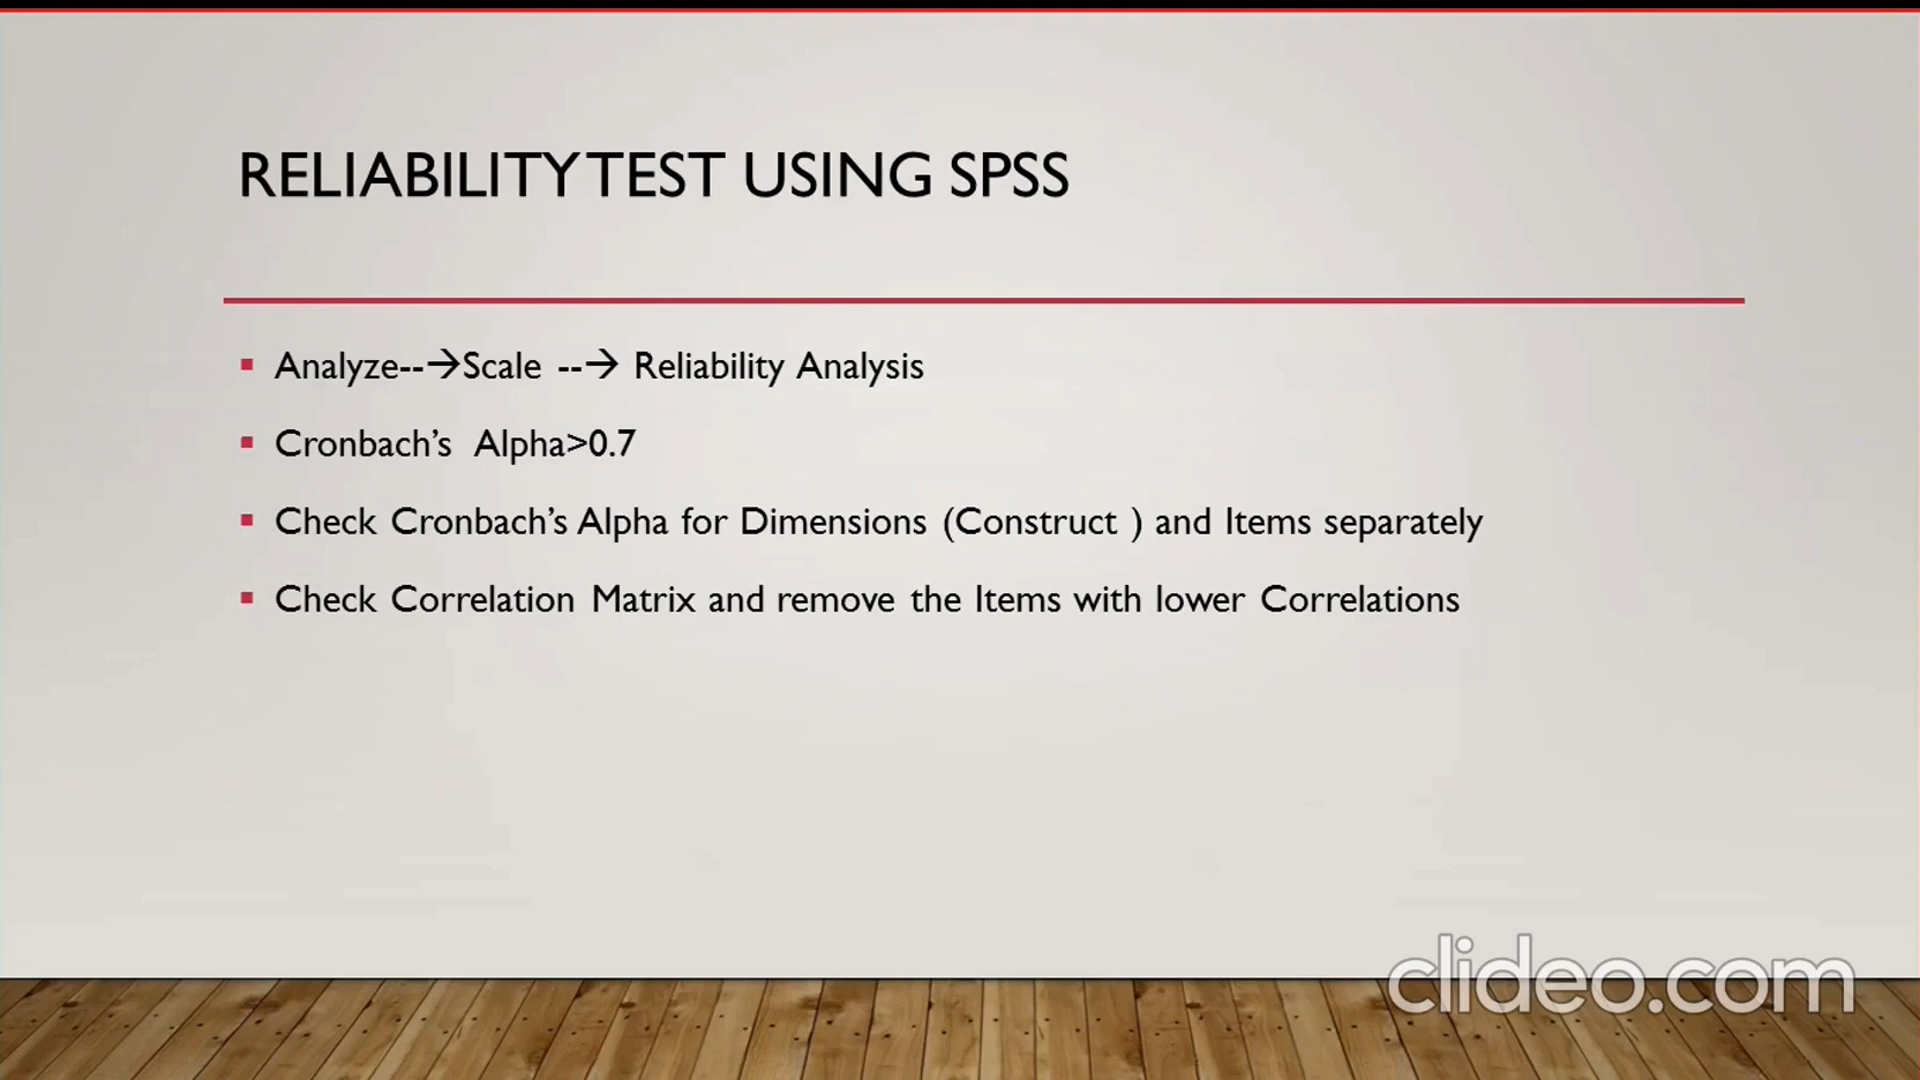 RELIABILITY TEST USING SPSS
▪ Analyze--→Scale --→ Reliability Analysis
▪ Cronbach’s Alpha>0.7
▪ Check Cronbach’s Alpha for Dimensions (Construct ) and Items separately
▪ Check Correlation Matrix and remove the Items with lower Correlations
clideo.com